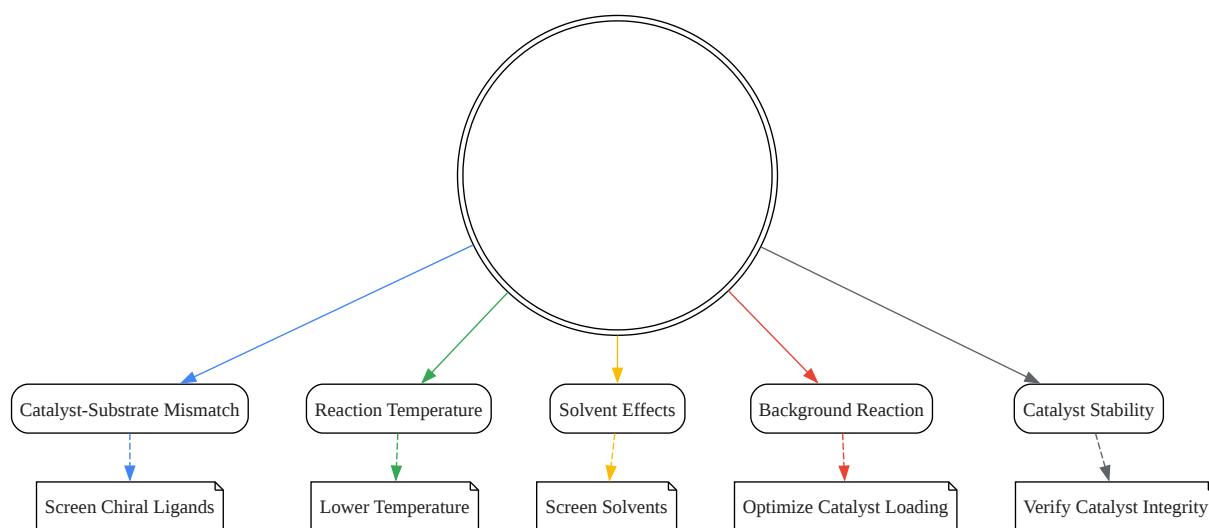 Catalyst-Substrate Mismatch
Reaction Temperature
Solvent Effects
Background Reaction
Catalyst Stability
Screen Chiral Ligands
Lower Temperature
Screen Solvents
Optimize Catalyst Loading
Verify Catalyst Integrity